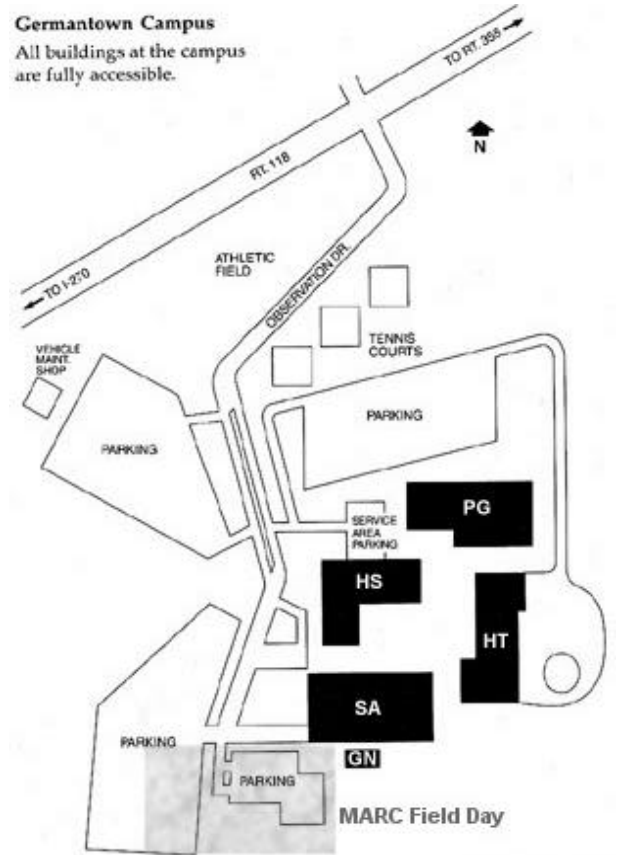 Germantown Campus
All buildings at the campus
are fully accessible.
TO RT. 355
N
RT. 118
ATHLETIC
FIELD
OBSERVATION DR.
TO I-270
TENNIS
COURTS
VEHICLE
MAINT.
SHOP
PARKING
PARKING
PG
SERVICE
AREA
PARKING
HS
HT
SA
PARKING
GN
PARKING
MARC Field Day